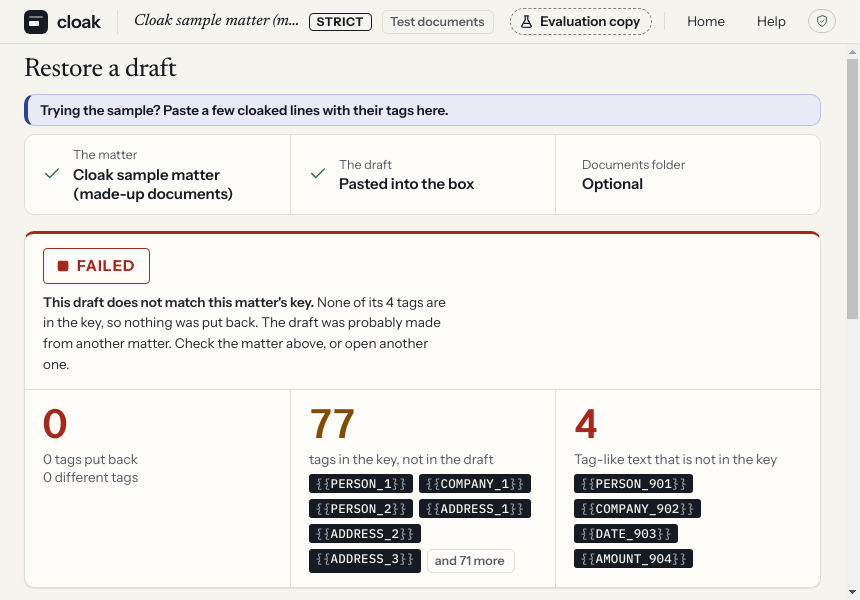 cloak
Cloak sample matter (m...
STRICT
Test documents
Evaluation copy
Home
Help
Restore a draft
Trying the sample? Paste a few cloaked lines with their tags here.
The matter
Cloak sample matter
(made-up documents)
The draft
Pasted into the box
Documents folder
Optional
FAILED
This draft does not match this matter's key. None of its 4 tags are
in the key, so nothing was put back. The draft was probably made
from another matter. Check the matter above, or open another
one.
0
0 tags put back
0 different tags
77
tags in the key, not in the draft
{{PERSON_1}} {{COMPANY_1}}
{{PERSON_2}} {{ADDRESS_1}}
{{ADDRESS_2}}
{{ADDRESS_3}} and 71 more
4
Tag-like text that is not in the key
{{PERSON_901}}
{{COMPANY_902}}
{{DATE_903}}
{{AMOUNT_904}}